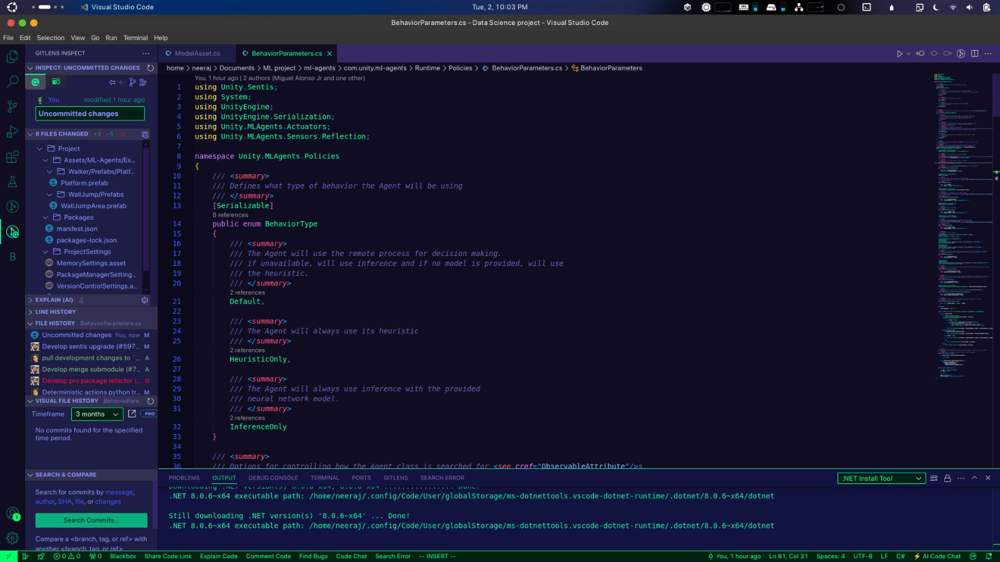 Visual Studio Code
Tue, 2, 10:03 PM
BehaviorParameters.cs - Data Science project - Visual Studio Code
File Edit Selection View Go Run Terminal Help
GITLENS INSPECT
INSPECT: UNCOMMITTED CHANGES
You modified 1 hour ago
Uncommitted changes
8 FILES CHANGED +3 ~5 -0
Project
Assets/ML-Agents/Ex...
Walker/Prefabs/Platf...
Platform.prefab
WallJump/Prefabs
WallJumpArea.prefab
Packages
manifest.json
packages-lock.json
ProjectSettings
MemorySettings.asset
PackageManagerSetting...
VersionControlSettings.a...
EXPLAIN (AI)
LINE HISTORY
FILE HISTORY BehaviorParameters.cs
Uncommitted changes You, now M
Develop sentis upgrade (#597... M
pull development changes to `... A
Develop merge submodule (#7... A
Develop pro package refactor (... D
Deterministic actions python tr... M
VISUAL FILE HISTORY BehaviorPara...
Timeframe 3 months PRO
No commits found for the specified
time period.
SEARCH & COMPARE
Search for commits by message,
author, SHA, file, or changes
Search Commits...
Compare a <branch, tag, or ref> with
another <branch, tag, or ref>
B
1
ModelAsset.cs BehaviorParameters.cs
home > neeraj > Documents > ML project > ml-agents > com.unity.ml-agents > Runtime > Policies > BehaviorParameters.cs > BehaviorParameters
You, 1 hour ago | 2 authors (Miguel Alonso Jr and one other)
1 using Unity.Sentis;
2 using System;
3 using UnityEngine;
4 using UnityEngine.Serialization;
5 using Unity.MLAgents.Actuators;
6 using Unity.MLAgents.Sensors.Reflection;
7
8 namespace Unity.MLAgents.Policies
9 {
10 /// <summary>
11 /// Defines what type of behavior the Agent will be using
12 /// </summary>
13 [Serializable]
8 references
14 public enum BehaviorType
15 {
16 /// <summary>
17 /// The Agent will use the remote process for decision making.
18 /// if unavailable, will use inference and if no model is provided, will use
19 /// the heuristic.
20 /// </summary>
2 references
21 Default,
22
23 /// <summary>
24 /// The Agent will always use its heuristic
25 /// </summary>
2 references
26 HeuristicOnly,
27
28 /// <summary>
29 /// The Agent will always use inference with the provided
30 /// neural network model.
31 /// </summary>
2 references
32 InferenceOnly
33 }
34
35 /// <summary>
36 /// Options for controlling how the Agent class is searched for <see cref="ObservableAttribute"/>s.
PROBLEMS OUTPUT DEBUG CONSOLE TERMINAL PORTS GITLENS SEARCH ERROR .NET Install Tool
Downloading .NET version(s) 8.0.6~x64, 8.0.6~x64 ................ Done!
.NET 8.0.6~x64 executable path: /home/neeraj/.config/Code/User/globalStorage/ms-dotnettools.vscode-dotnet-runtime/.dotnet/8.0.6~x64/dotnet
Still downloading .NET version(s) '8.0.6~x64' ... Done!
.NET 8.0.6~x64 executable path: /home/neeraj/.config/Code/User/globalStorage/ms-dotnettools.vscode-dotnet-runtime/.dotnet/8.0.6~x64/dotnet
0 0 0 Blackbox Share Code Link Explain Code Comment Code Find Bugs Code Chat Search Error -- INSERT -- You, 1 hour ago Ln 81, Col 31 Spaces: 4 UTF-8 LF C# AI Code Chat